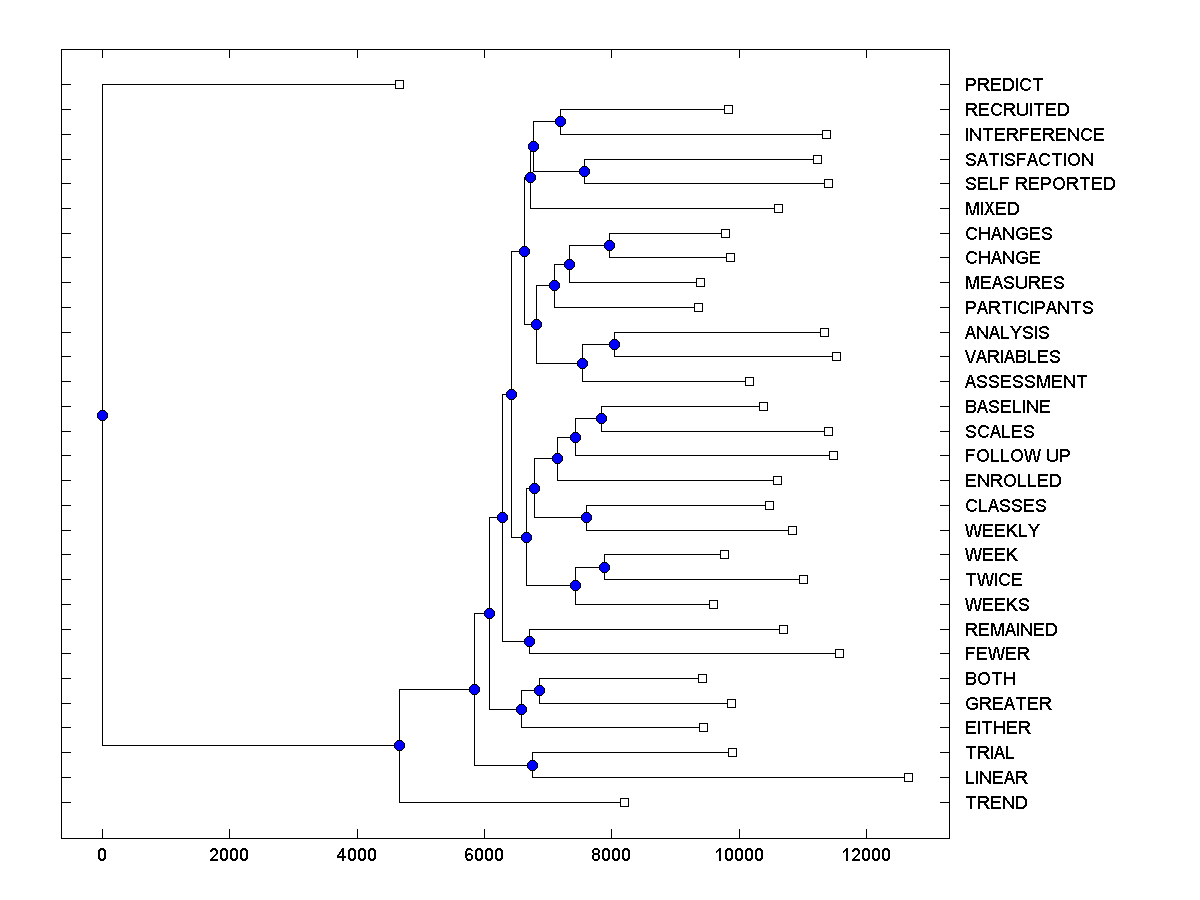 PREDICT
RECRUITED
INTERFERENCE
SATISFACTION
SELF REPORTED
MIXED
CHANGES
CHANGE
MEASURES
PARTICIPANTS
ANALYSIS
VARIABLES
ASSESSMENT
BASELINE
SCALES
FOLLOW UP
ENROLLED
CLASSES
WEEKLY
WEEK
TWICE
WEEKS
REMAINED
FEWER
BOTH
GREATER
EITHER
TRIAL
LINEAR
TREND
0 2000 4000 6000 8000 10000 12000